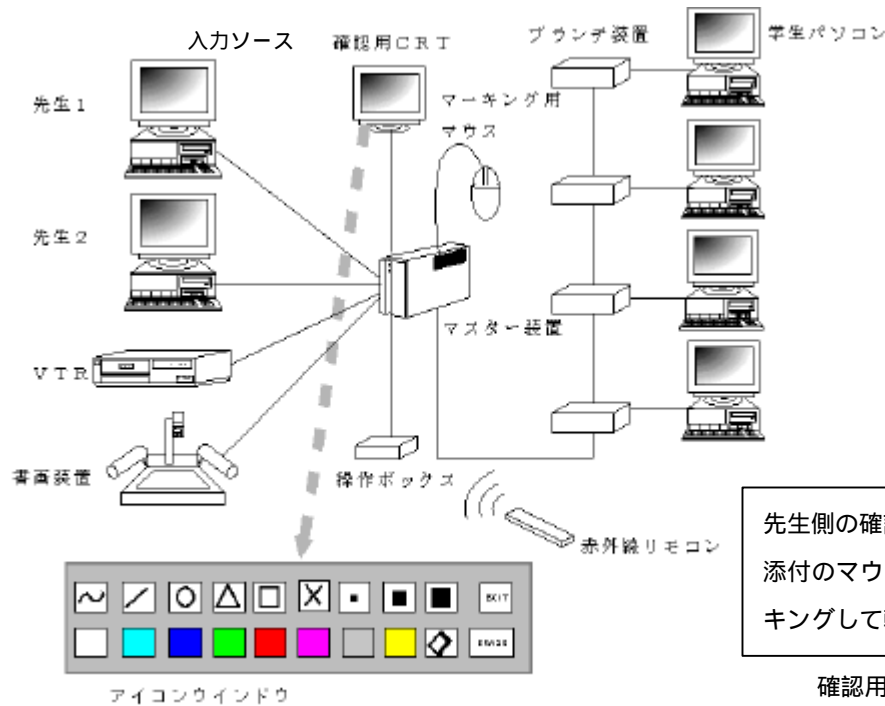 入力ソース
確認用CRT
ブランチ装置
学生パソコン
先生1
マーキング用
マウス
先生2
マスター装置
VTR
書画装置
操作ボックス
赤外線リモコン
先生側の確
添付のマウ
キングして
EXIT
ERASE
アイコンウインドウ
確認用